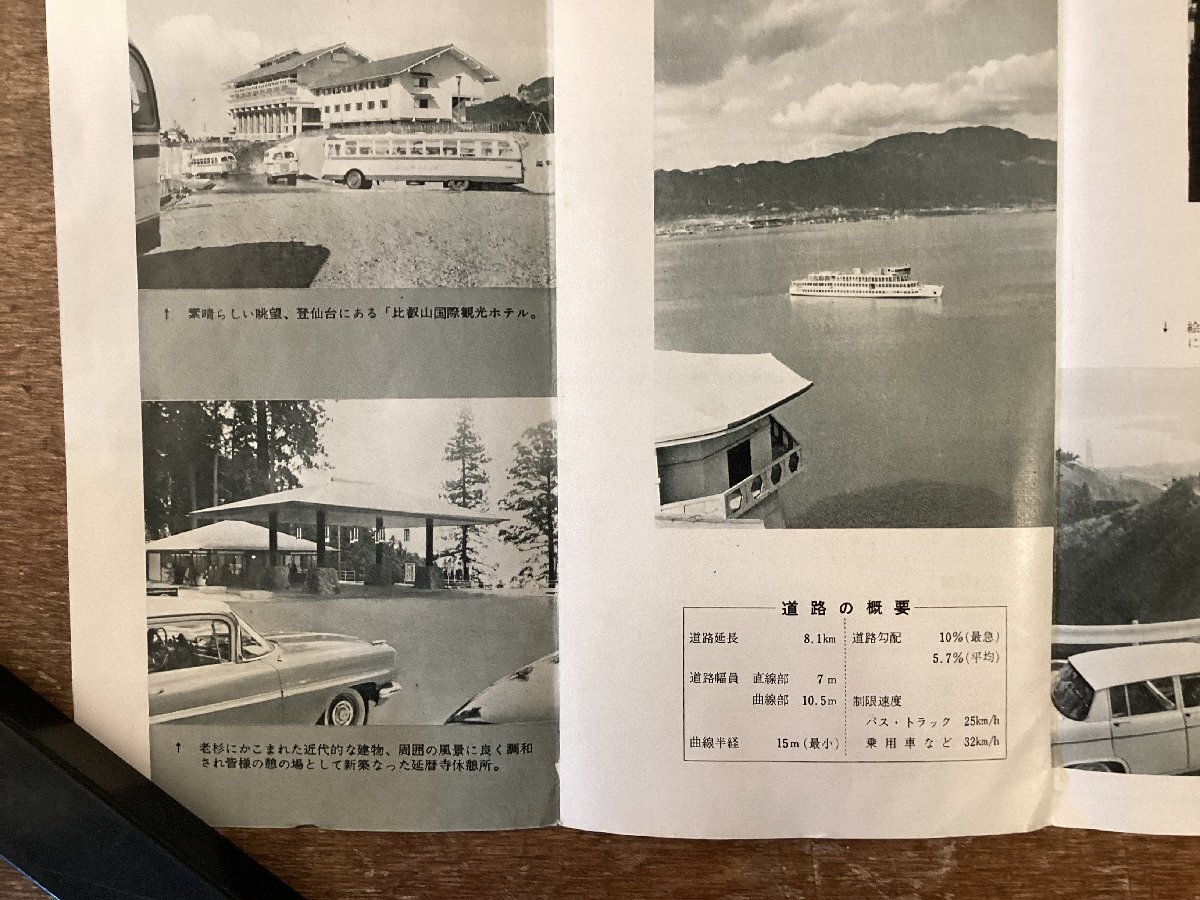 ↑ 素晴らしい眺望、登仙台にある「比叡山国際観光ホテル。
↑ 老杉にかこまれた近代的な建物、周囲の風景に良く調和
され皆様の憩の場として新築なった延暦寺休憩所。
道路の概要
道路延長 8.1km
道路幅員 直線部 7m
曲線部 10.5m
曲線半経 15m(最小)
道路勾配 10%(最急)
5.7%(平均)
制限速度
バス・トラック 25km/h
乗用車など 32km/h
↓ 絵
に